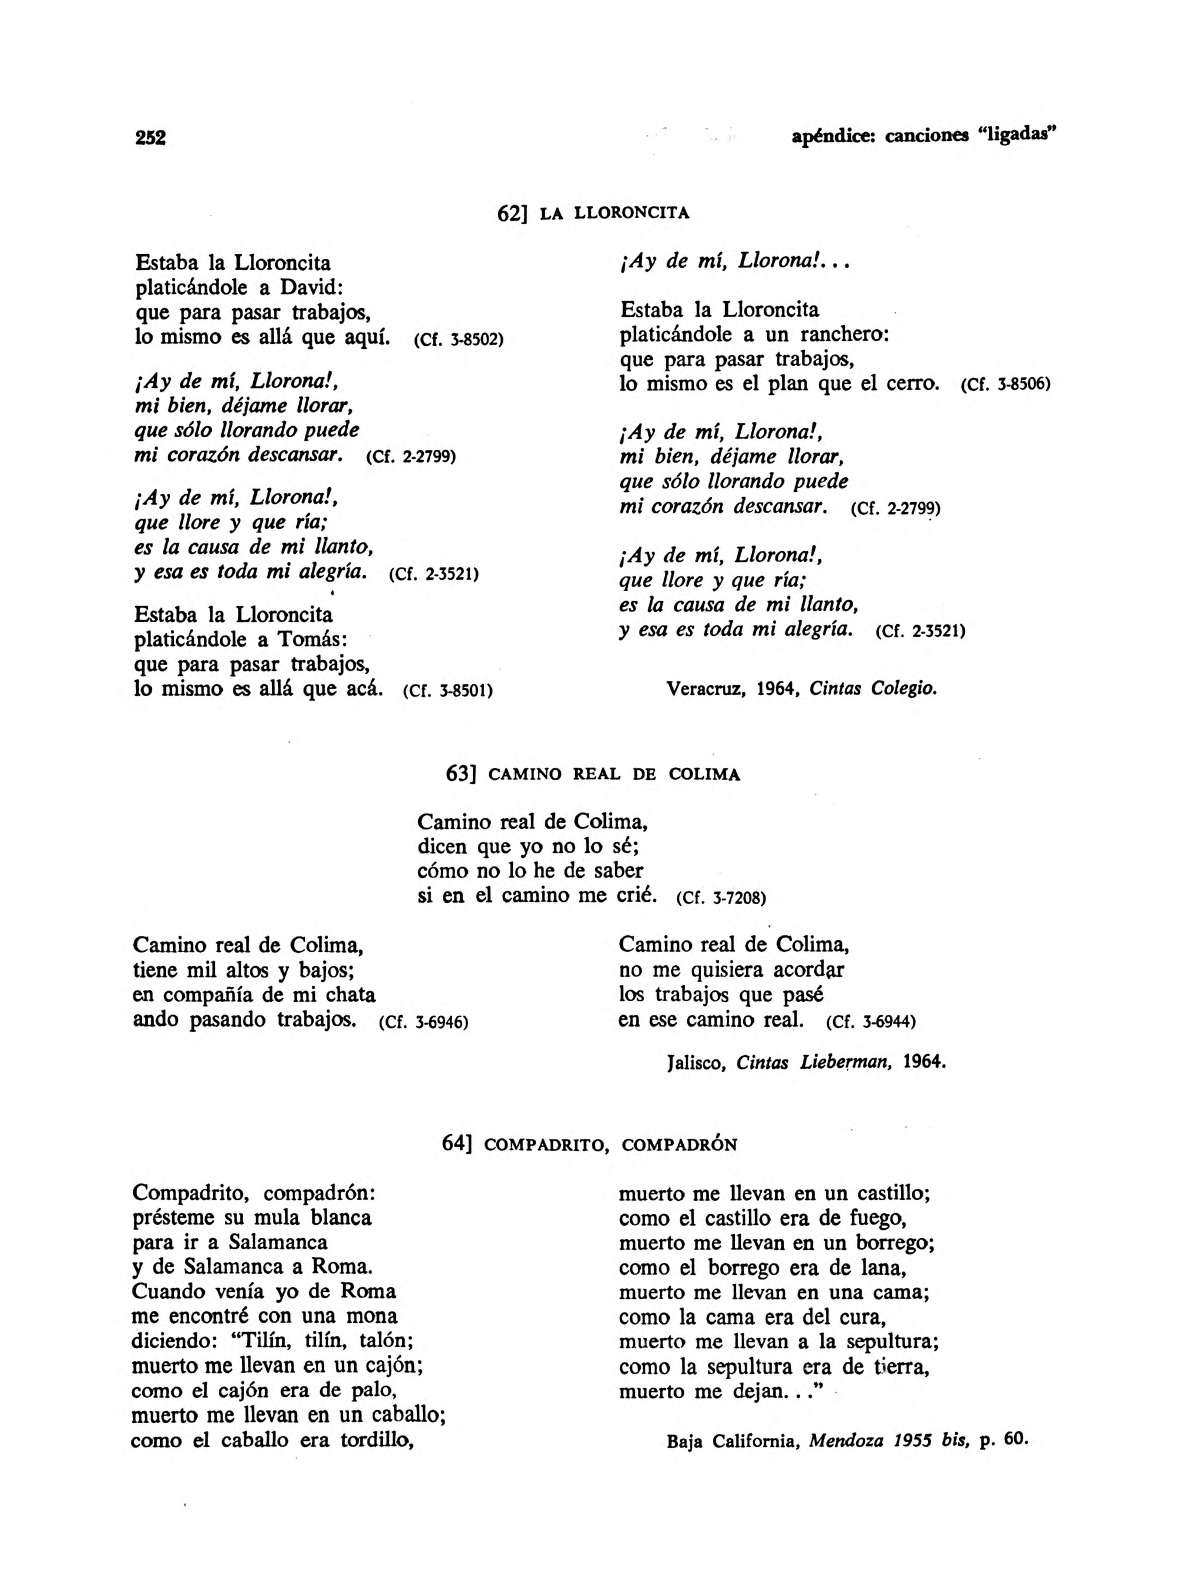 252
apéndice: canciones “ligadas”
62] LA LLORONCITA
Estaba la Lloroncita
platicándole a David:
que para pasar trabajos,
lo mismo es allá que aquí. (Cf. 3-8502)
¡Ay de mí, Llorona!,
mi bien, déjame llorar,
que sólo llorando puede
mi corazón descansar. (Cf. 2-2799)
¡Ay de mí, Llorona!,
que llore y que ría;
es la causa de mi llanto,
y esa es toda mi alegría. (Cf. 2-3521)
Estaba la Lloroncita
platicándole a Tomás:
que para pasar trabajos,
lo mismo es allá que acá. (Cf. 3-8501)
¡Ay de mí, Llorona!...
Estaba la Lloroncita
platicándole a un ranchero:
que para pasar trabajos,
lo mismo es el plan que el cerro. (Cf. 3-8506)
¡Ay de mí, Llorona!,
mi bien, déjame llorar,
que sólo llorando puede
mi corazón descansar. (Cf. 2-2799)
¡Ay de mí, Llorona!,
que llore y que ría;
es la causa de mi llanto,
y esa es toda mi alegría. (Cf. 2-3521)
Veracruz, 1964, Cintas Colegio.
63] CAMINO REAL DE COLIMA
Camino real de Colima,
dicen que yo no lo sé;
cómo no lo he de saber
si en el camino me crié. (Cf. 3-7208)
Camino real de Colima,
tiene mil altos y bajos;
en compañía de mi chata
ando pasando trabajos. (Cf. 3-6946)
Camino real de Colima,
no me quisiera acordar
los trabajos que pasé
en ese camino real. (Cf. 3-6944)
Jalisco, Cintas Lieberman, 1964.
64] COMPADRITO, COMPADRÓN
Compadrito, compadrón:
présteme su mula blanca
para ir a Salamanca
y de Salamanca a Roma.
Cuando venía yo de Roma
me encontré con una mona
diciendo: “Tilín, tilín, talón;
muerto me llevan en un cajón;
como el cajón era de palo,
muerto me llevan en un caballo;
como el caballo era tordillo,
muerto me llevan en un castillo;
como el castillo era de fuego,
muerto me llevan en un borrego;
como el borrego era de lana,
muerto me llevan en una cama;
como la cama era del cura,
muerto me llevan a la sepultura;
como la sepultura era de tierra,
muerto me dejan...”
Baja California, Mendoza 1955 bis, p. 60.